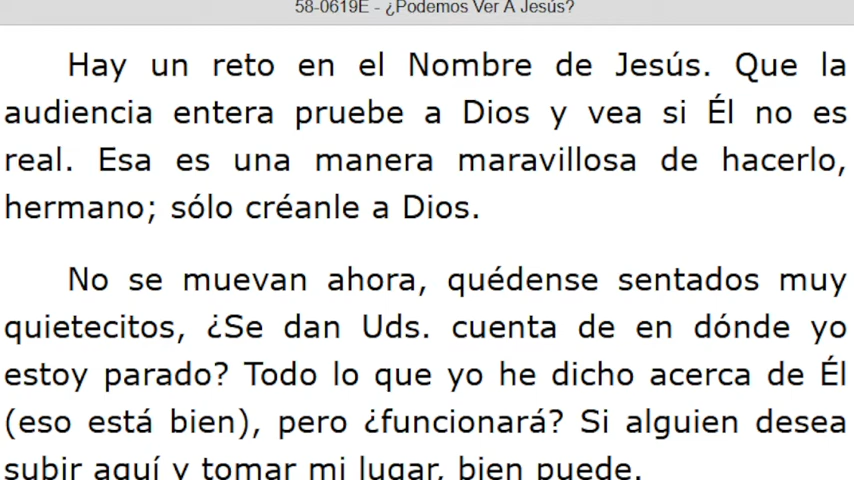 58-0619E - ¿Podemos Ver A Jesús?
Hay un reto en el Nombre de Jesús. Que la
audiencia entera pruebe a Dios y vea si Él no es
real. Esa es una manera maravillosa de hacerlo,
hermano; sólo créanle a Dios.
No se muevan ahora, quédense sentados muy
quietecitos, ¿Se dan Uds. cuenta de en dónde yo
estoy parado? Todo lo que yo he dicho acerca de Él
(eso está bien), pero ¿funcionará? Si alguien desea
subir aquí y tomar mi lugar, bien puede.